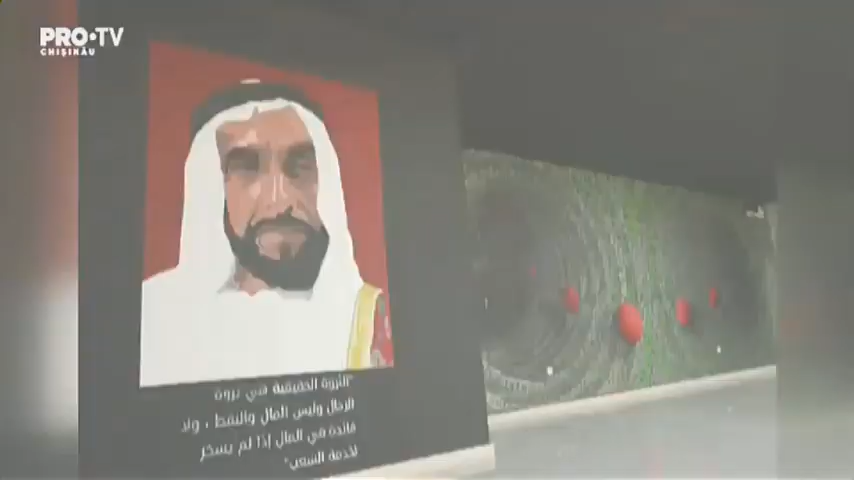 PRO•TV
CHIȘINĂU
"الثروة الحقيقية هي ثروة
الرجال وليس المال والنفط ، ولا
فائدة في المال إذا لم يسخر
لخدمة الشعب"